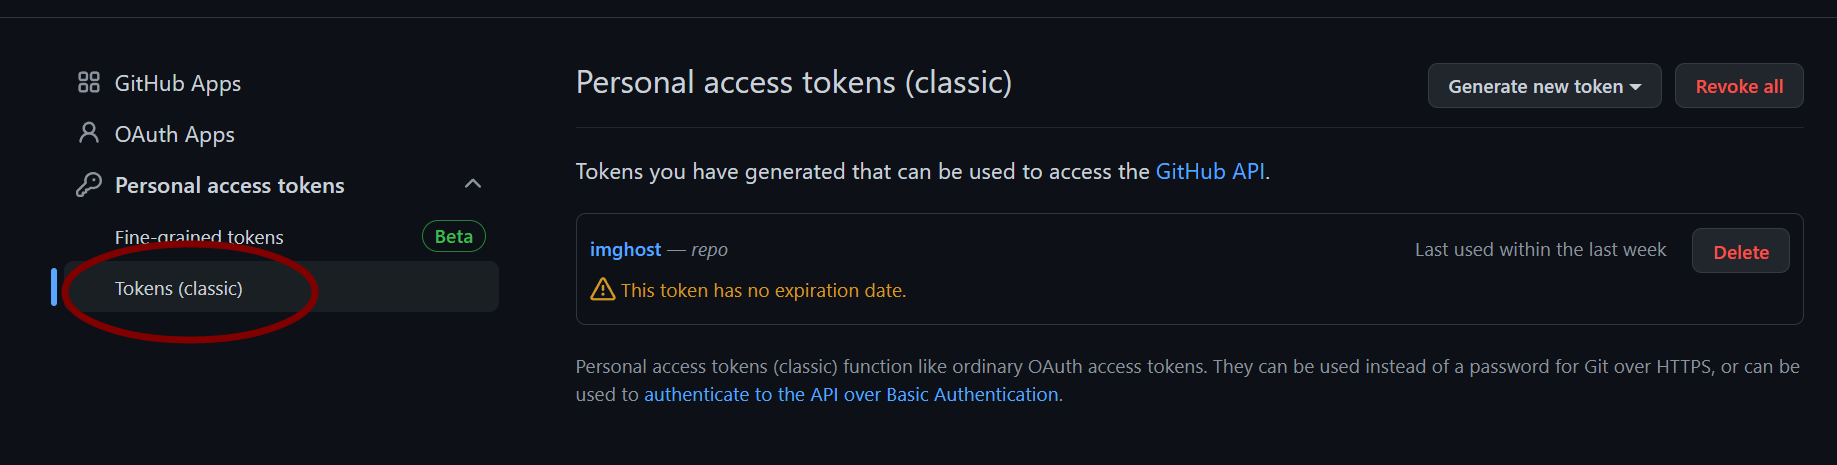 GitHub Apps
OAuth Apps
Personal access tokens
Fine-grained tokens Beta
Tokens (classic)
Personal access tokens (classic)
Generate new token
Revoke all
Tokens you have generated that can be used to access the GitHub API.
imghost — repo
Last used within the last week
Delete
This token has no expiration date.
Personal access tokens (classic) function like ordinary OAuth access tokens. They can be used instead of a password for Git over HTTPS, or can be
used to authenticate to the API over Basic Authentication.